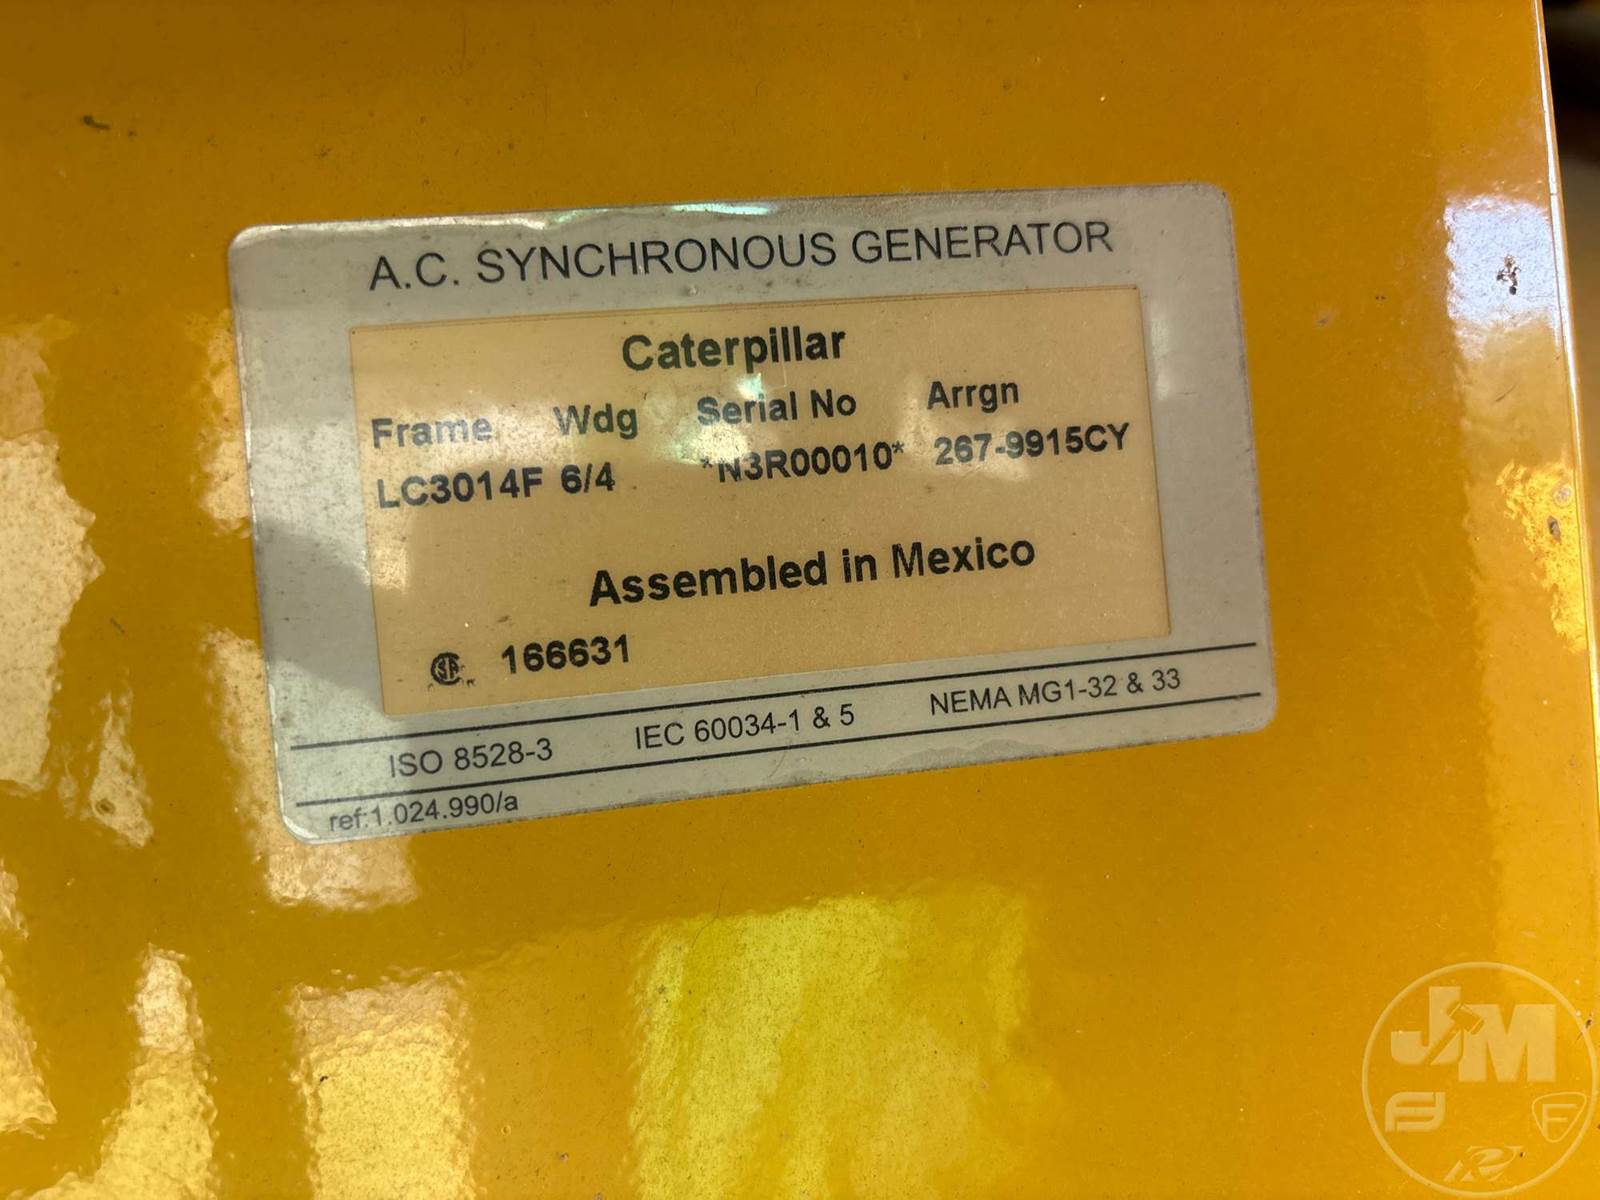 A.C. SYNCHRONOUS GENERATOR
Caterpillar
Frame Wdg Serial No Arrgn
LC3014F 6/4 *N3R00010* 267-9915CY
Assembled in Mexico
166631
ISO 8528-3 IEC 60034-1 & 5 NEMA MG1-32 & 33
ref:1.024.990/a
JM